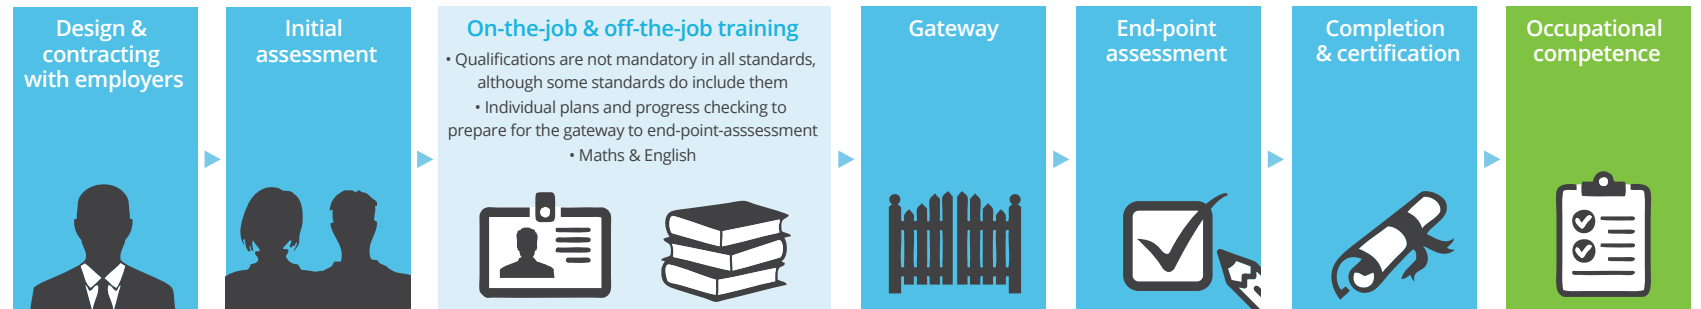 Design &
contracting
with employers
Initial
assessment
On-the-job & off-the-job training
• Qualifications are not mandatory in all standards,
although some standards do include them
• Individual plans and progress checking to
prepare for the gateway to end-point-asssessment
• Maths & English
Gateway
End-point
assessment
Completion
& certification
Occupational
competence